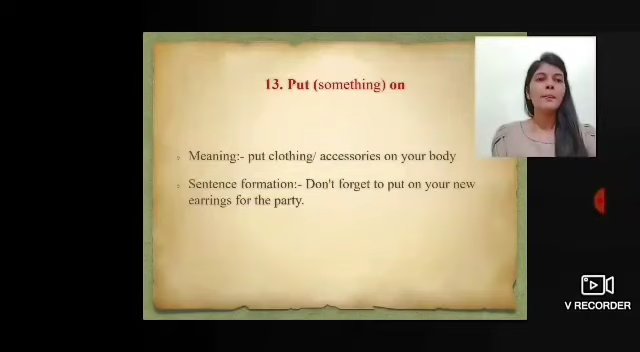 13. Put (something) on
Meaning:- put clothing/ accessories on your body
Sentence formation:- Don't forget to put on your new
earrings for the party.
V RECORDER